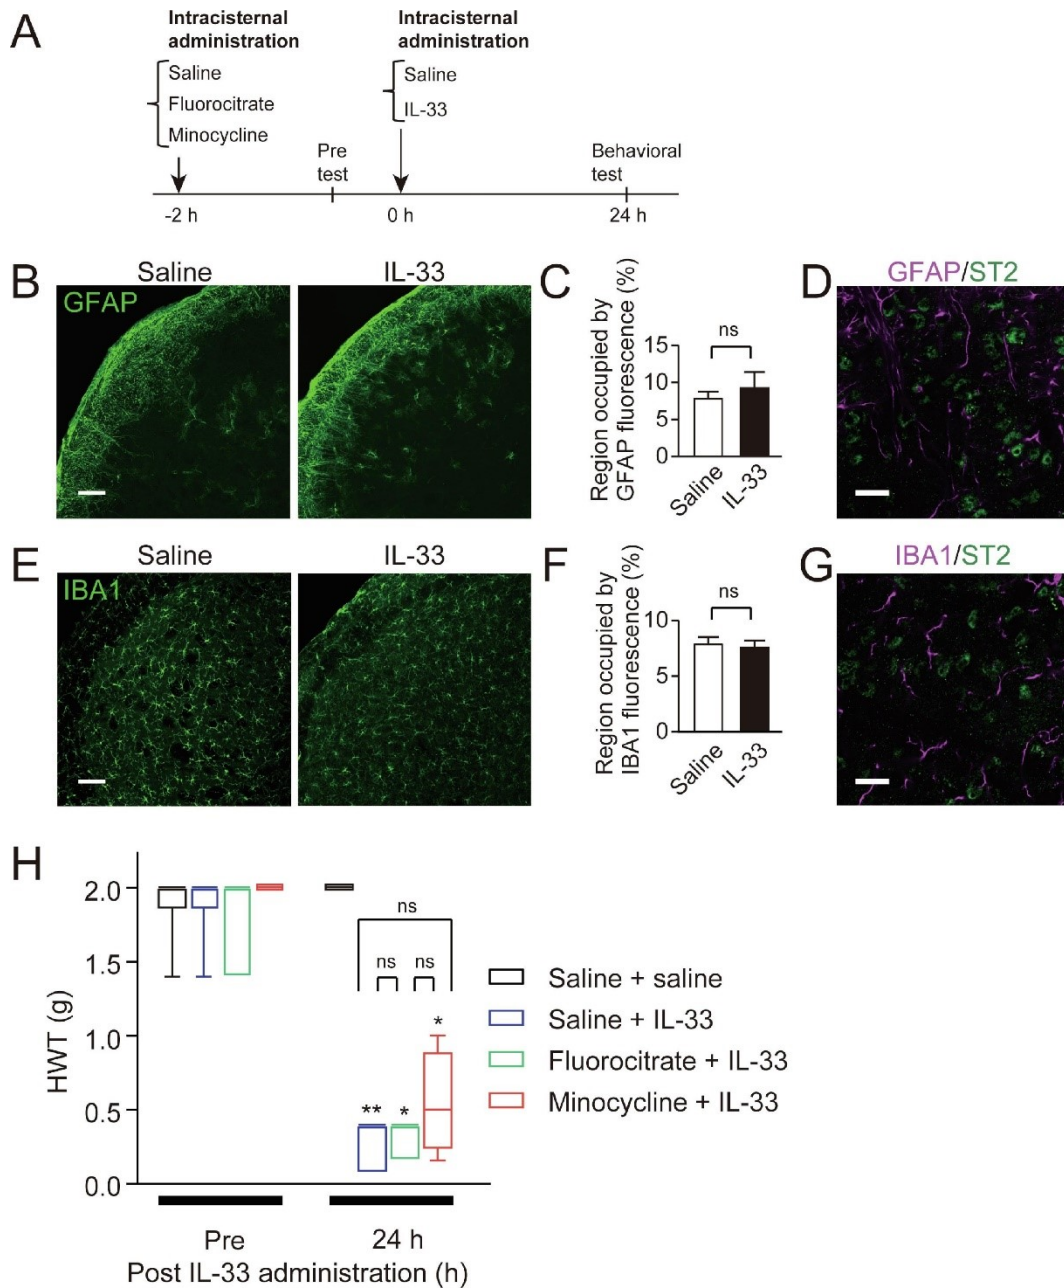 A
Intracisternal
administration
Saline
Fluorocitrate
Minocycline
Intracisternal
administration
Saline
IL-33
Pre
test
Behavioral
test
-2 h
0 h
24 h
B
Saline
IL-33
GFAP
C
Region occupied by
GFAP fluorescence (%)
15
10
5
0
ns
Saline
IL-33
D
GFAP/ST2
E
Saline
IL-33
IBA1
F
Region occupied by
IBA1 fluorescence (%)
10
5
0
ns
Saline
IL-33
G
IBA1/ST2
H
HWT (g)
2.0
1.5
1.0
0.5
0.0
ns
ns
ns
**
*
*
Saline + saline
Saline + IL-33
Fluorocitrate + IL-33
Minocycline + IL-33
Pre
24 h
Post IL-33 administration (h)